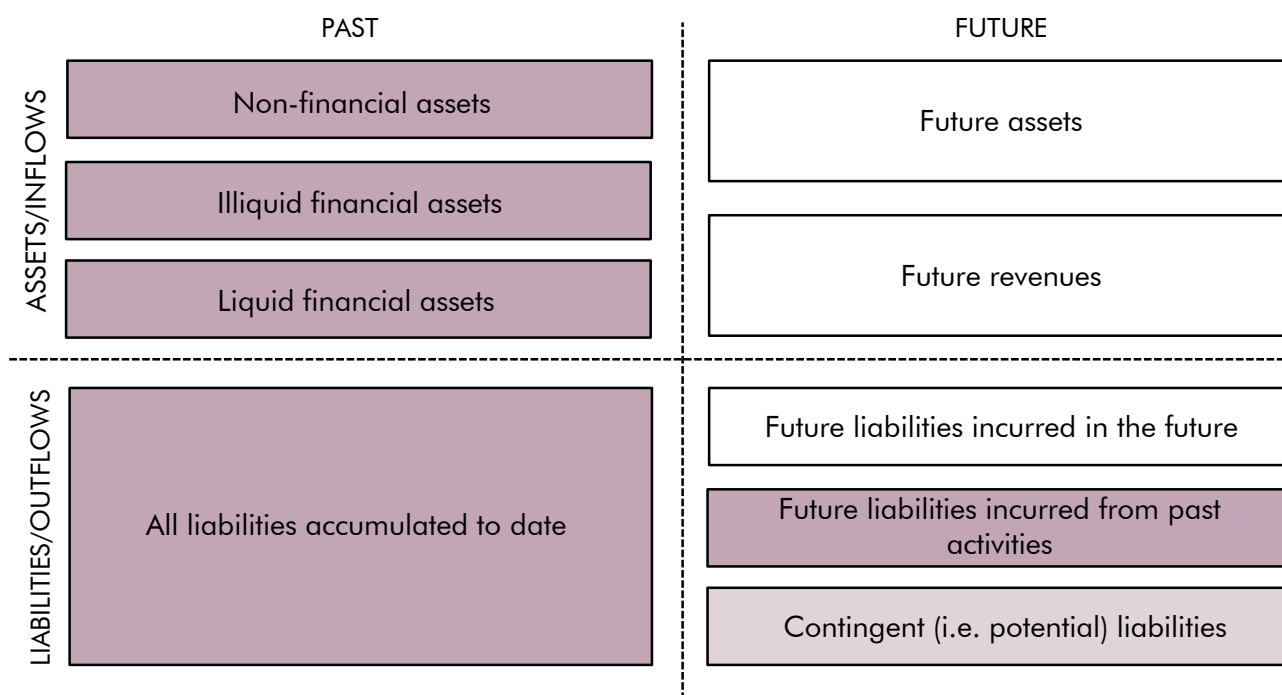 PAST
FUTURE
ASSETS/INFLOWS
Non-financial assets
Illiquid financial assets
Liquid financial assets
Future assets
Future revenues
LIABILITIES/OUTFLOWS
All liabilities accumulated to date
Future liabilities incurred in the future
Future liabilities incurred from past
activities
Contingent (i.e. potential) liabilities